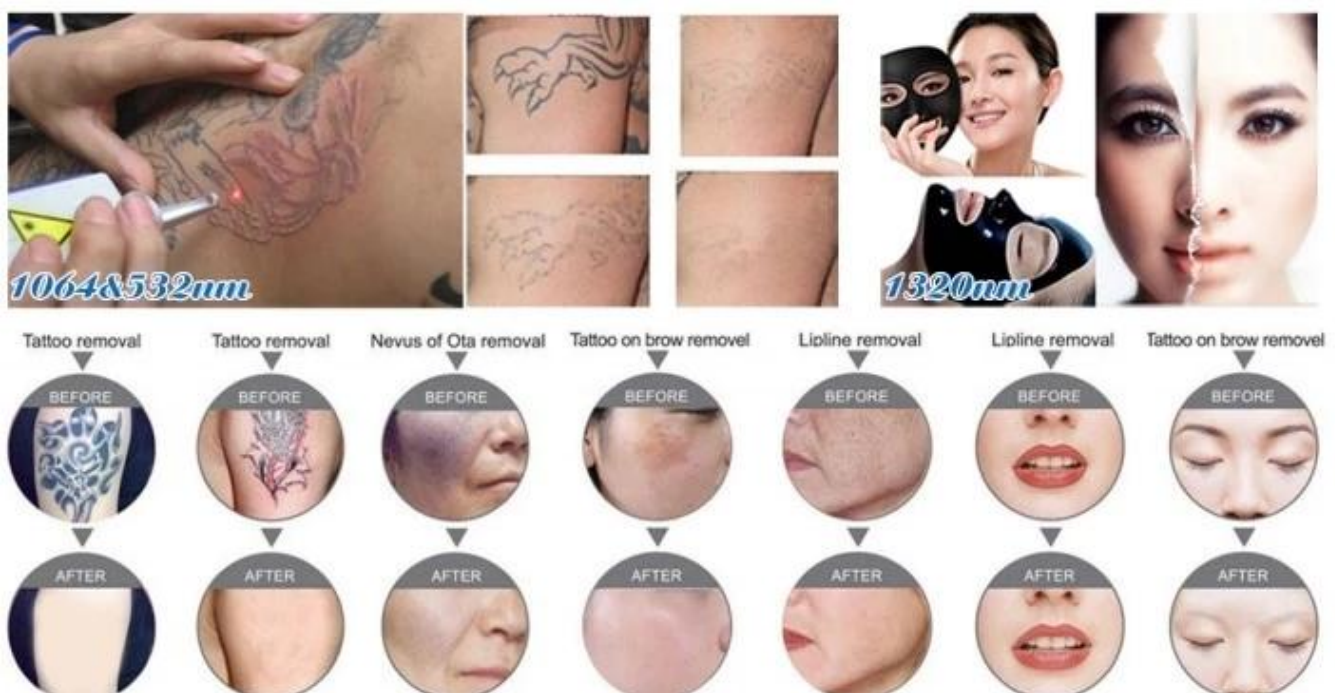 1064&532nm
1320nm
Tattoo removal
Tattoo removal
Nevus of Ota removal
Tattoo on brow removel
Lipline removal
Lipline removal
Tattoo on brow removel
BEFORE
BEFORE
BEFORE
BEFORE
BEFORE
BEFORE
BEFORE
AFTER
AFTER
AFTER
AFTER
AFTER
AFTER
AFTER